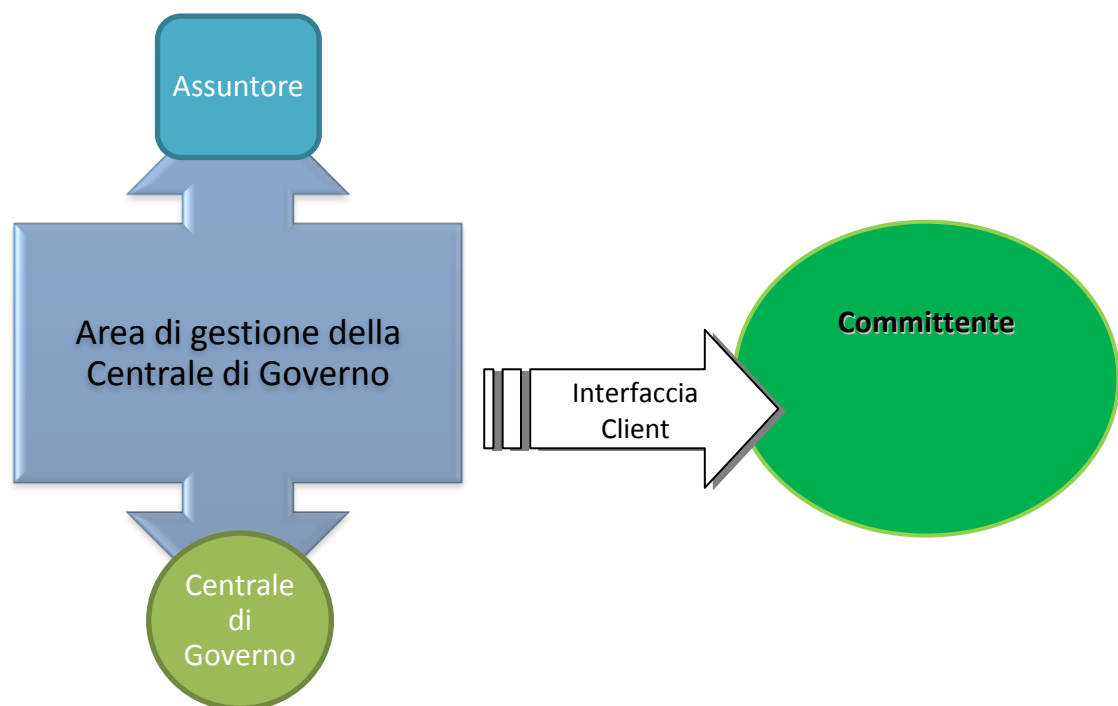 Assuntore
Area di gestione della
Centrale di Governo
Interfaccia
Client
Committente
Centrale
di
Governo